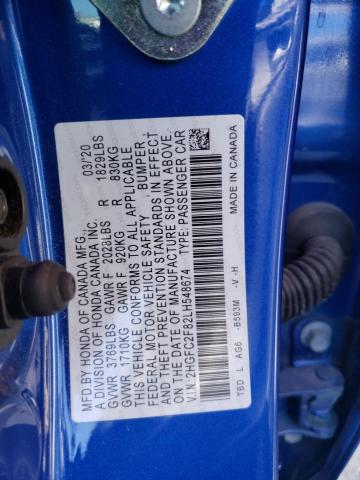 MFD.BY HONDA OF CANADA MFG. 03/20
A DIVISION OF HONDA CANADA INC.
GVWR 3769LBS GAWR F 2028LBS R 1829LBS
GVWR 1710KG GAWR F 920KG R 830KG
THIS VEHICLE CONFORMS TO ALL APPLICABLE
FEDERAL MOTOR VEHICLE SAFETY , BUMPER ,
AND THEFT PREVENTION STANDARDS IN EFFECT
ON THE DATE OF MANUFACTURE SHOWN ABOVE.
V.I.N.:2HGFC2F82LH548674 TYPE:PASSENGER CAR
TBD L AG6 -B593M -V -H MADE IN CANADA